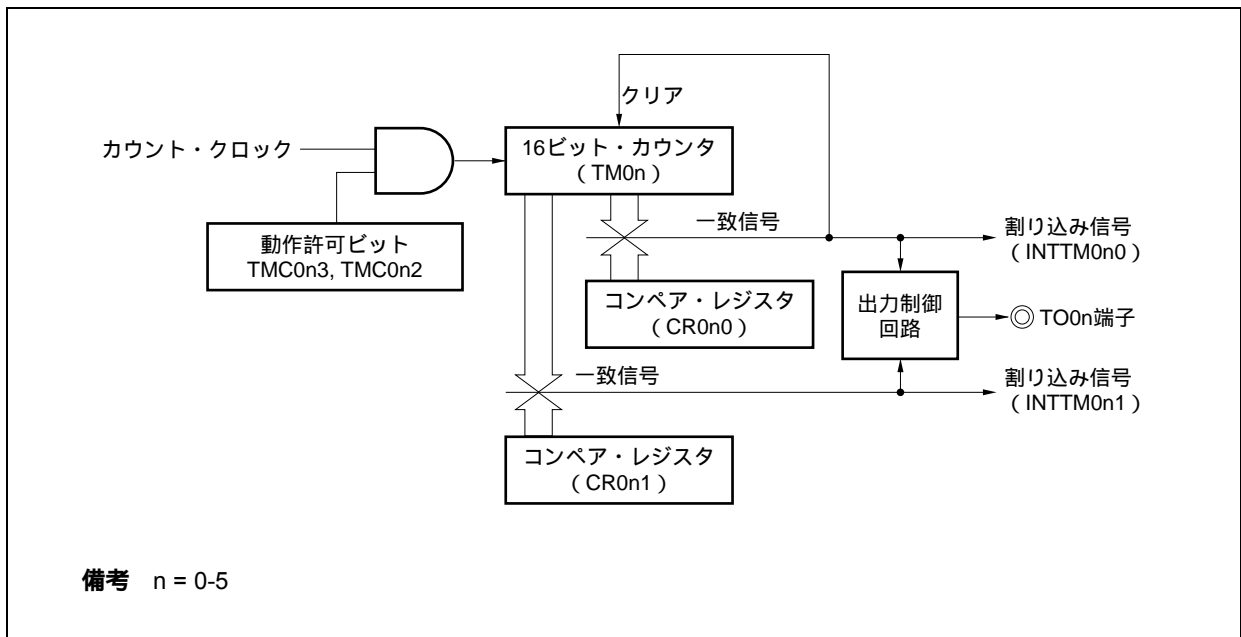 クリア
カウント・クロック
16ビット・カウンタ
（TM0n）
動作許可ビット
TMC0n3, TMC0n2
一致信号
割り込み信号
（INTTM0n0）
コンペア・レジスタ
（CR0n0）
出力制御
回路
TO0n端子
一致信号
割り込み信号
（INTTM0n1）
コンペア・レジスタ
（CR0n1）
備考 n = 0-5